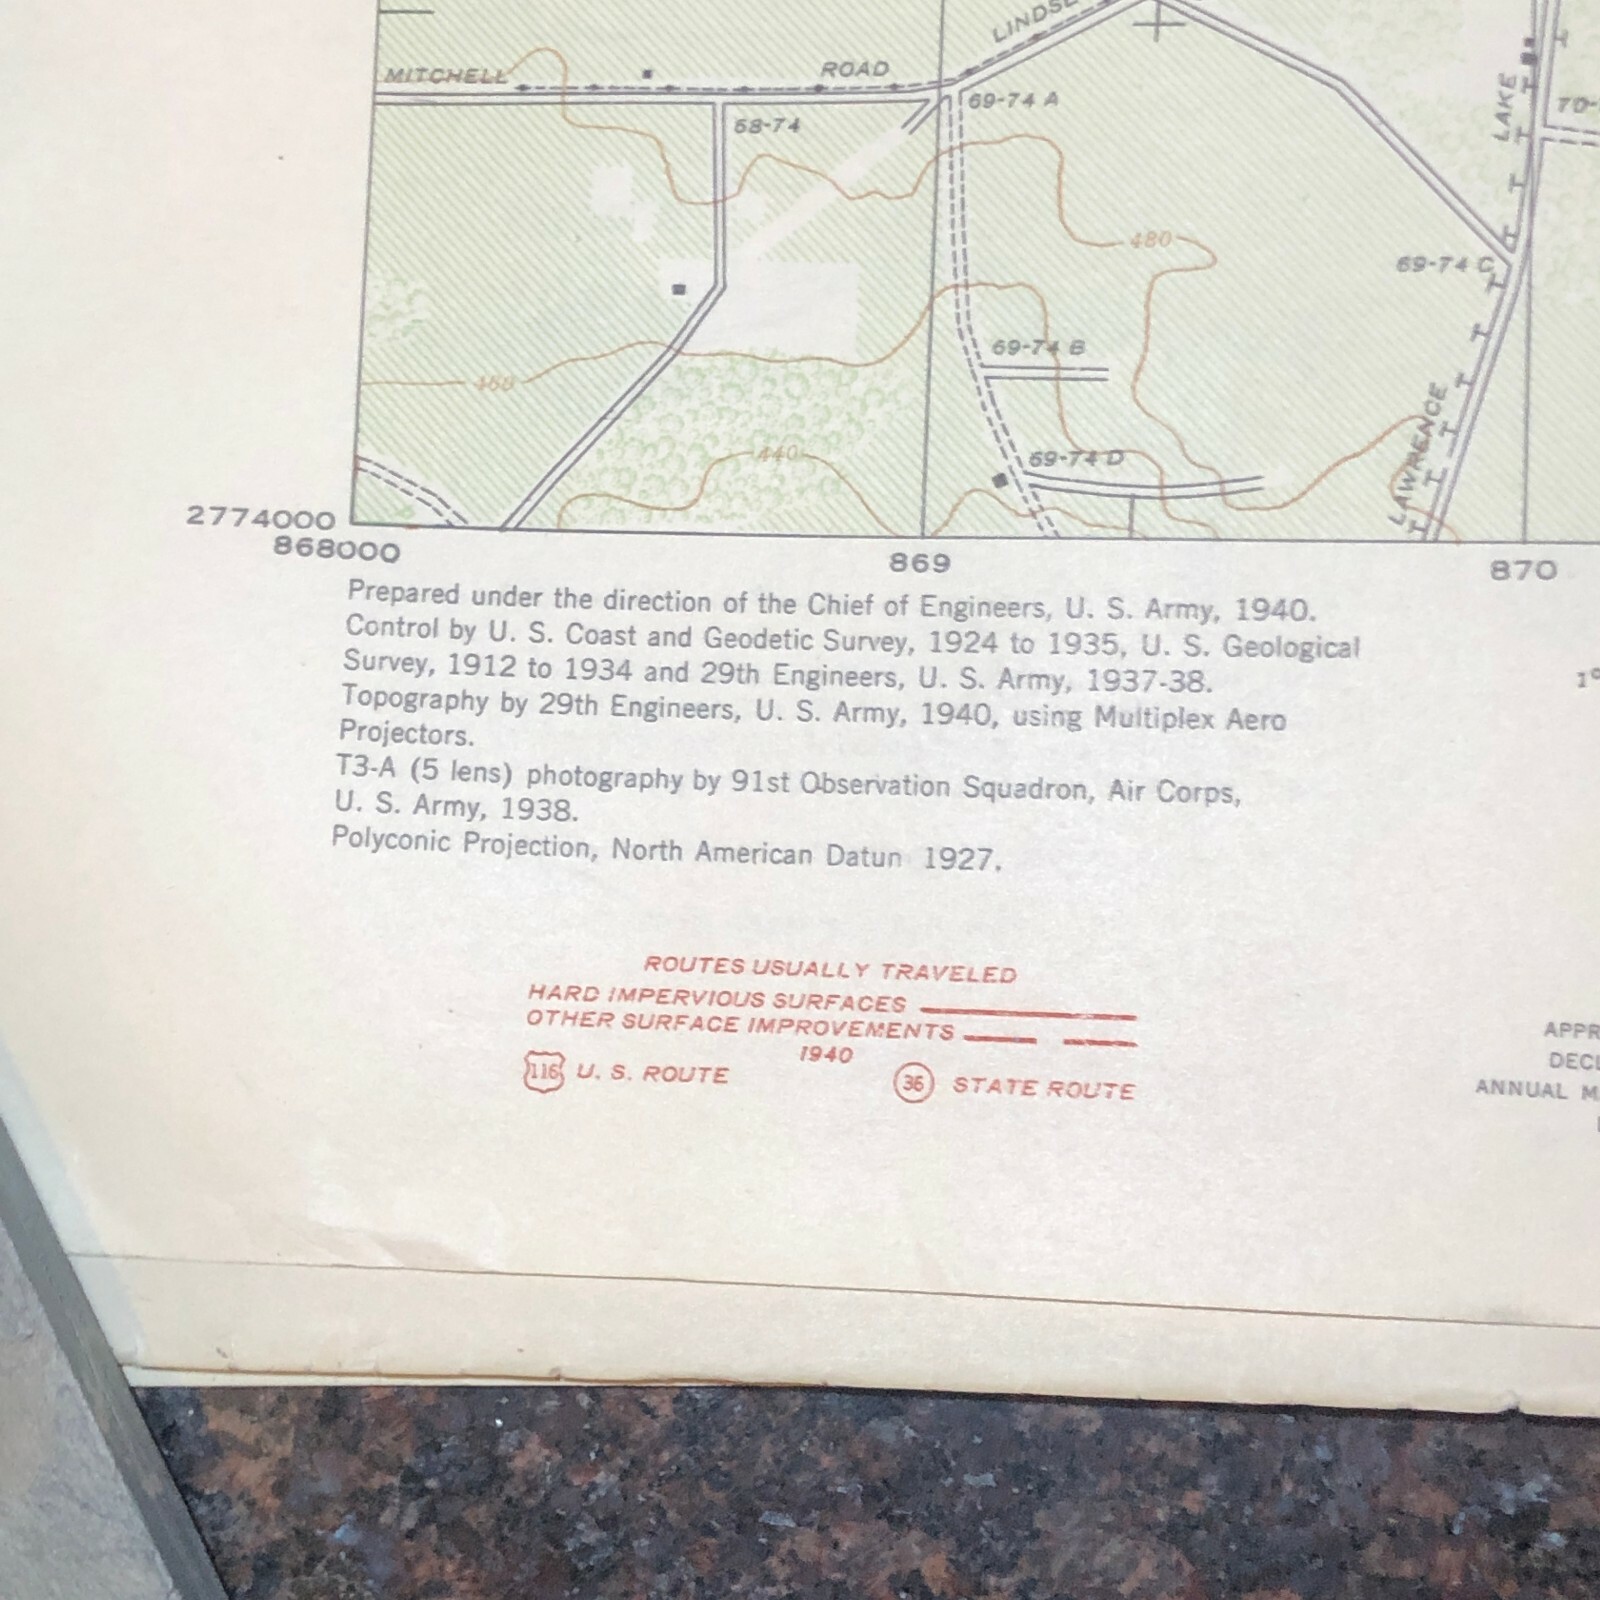 LINDS
MITCHELL
ROAD
LAKE
69-74 A
70-
68-74
480
69-74 C
69-74 B
460
LAWRENCE
440
69-74 D
2774000
868000
869
870
Prepared under the direction of the Chief of Engineers, U. S. Army, 1940.
Control by U. S. Coast and Geodetic Survey, 1924 to 1935, U. S. Geological
Survey, 1912 to 1934 and 29th Engineers, U. S. Army, 1937-38.
Topography by 29th Engineers, U. S. Army, 1940, using Multiplex Aero
Projectors.
T3-A (5 lens) photography by 91st Observation Squadron, Air Corps,
U. S. Army, 1938.
Polyconic Projection, North American Datun 1927.
1°
ROUTES USUALLY TRAVELED
HARD IMPERVIOUS SURFACES
OTHER SURFACE IMPROVEMENTS
1940
116 U. S. ROUTE
36 STATE ROUTE
APPR
DECL
ANNUAL M